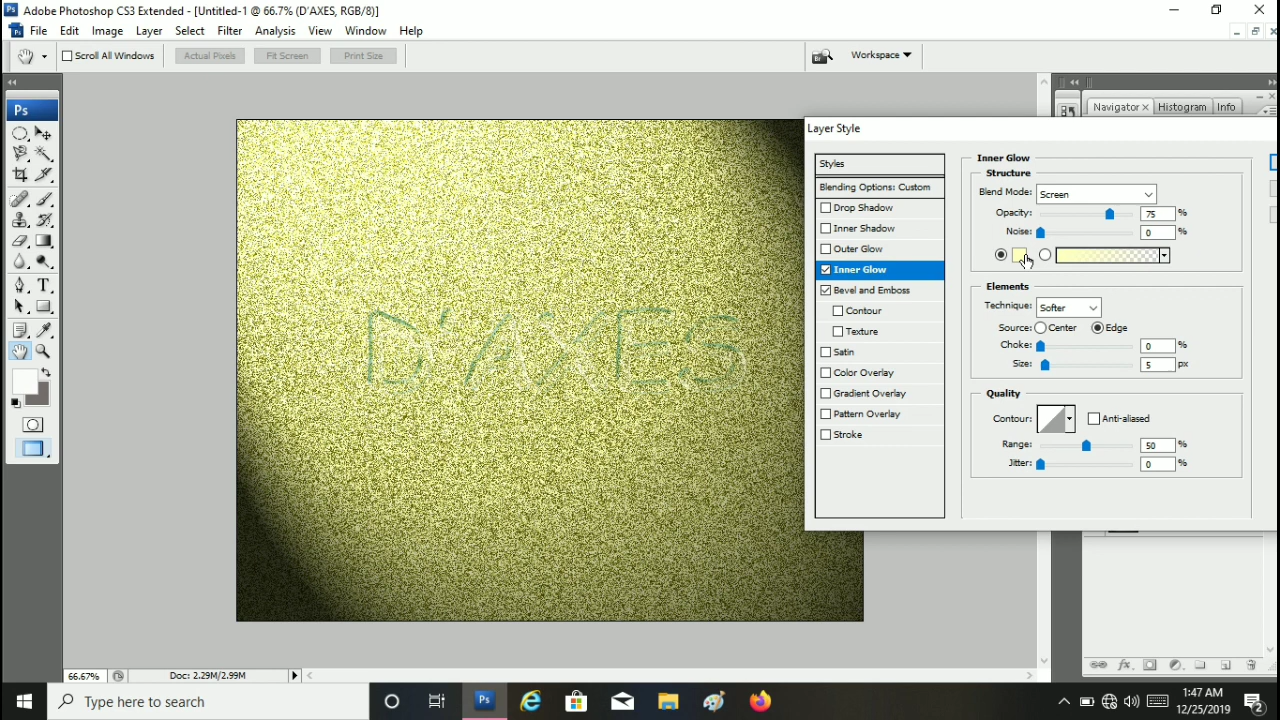 Adobe Photoshop CS3 Extended - [Untitled-1 @ 66.7% (D'AXES, RGB/8)]
File Edit Image Layer Select Filter Analysis View Window Help
Scroll All Windows Actual Pixels Fit Screen Print Size Workspace
Ps
Navigator Histogram Info
Layer Style
Styles
Blending Options: Custom
Drop Shadow
Inner Shadow
Outer Glow
Inner Glow
Bevel and Emboss
Contour
Texture
Satin
Color Overlay
Gradient Overlay
Pattern Overlay
Stroke
Inner Glow
Structure
Blend Mode: Screen
Opacity: 75 %
Noise: 0 %
Elements
Technique: Softer
Source: Center Edge
Choke: 0 %
Size: 5 px
Quality
Contour: Anti-aliased
Range: 50 %
Jitter: 0 %
D'AXES
66.67% Doc: 2.29M/2.99M
Type here to search
1:47 AM
12/25/2019
2